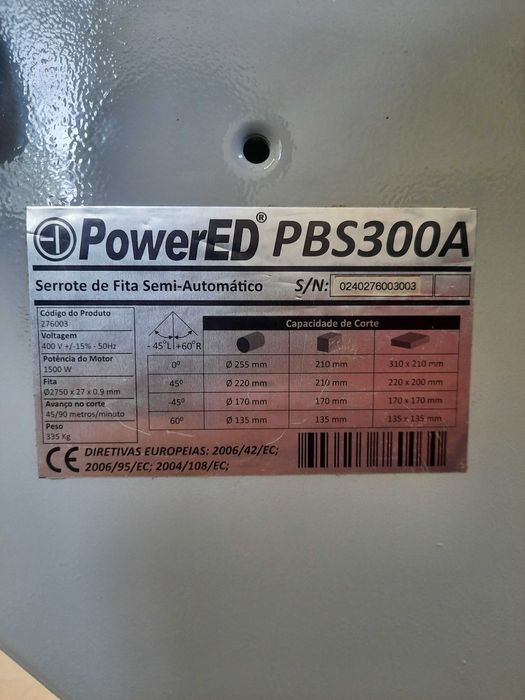 PowerED® PBS300A
Serrote de Fita Semi-Automático S/N: 0240276003003
Código do Produto
276003
Voltagem
400 V +/-15% - 50Hz
Potência do Motor
1500 W
Fita
Ø2750 x 27 x 0.9 mm
Avanço no corte
45/90 metros/minuto
Peso
335 Kg
- 45°L +60°R
Capacidade de Corte
0° Ø 255 mm 210 mm 310 x 210 mm
45° Ø 220 mm 210 mm 220 x 200 mm
-45° Ø 170 mm 170 mm 170 x 170 mm
60° Ø 135 mm 135 mm 135 x 135 mm
CE DIRETIVAS EUROPEIAS: 2006/42/EC;
2006/95/EC; 2004/108/EC;